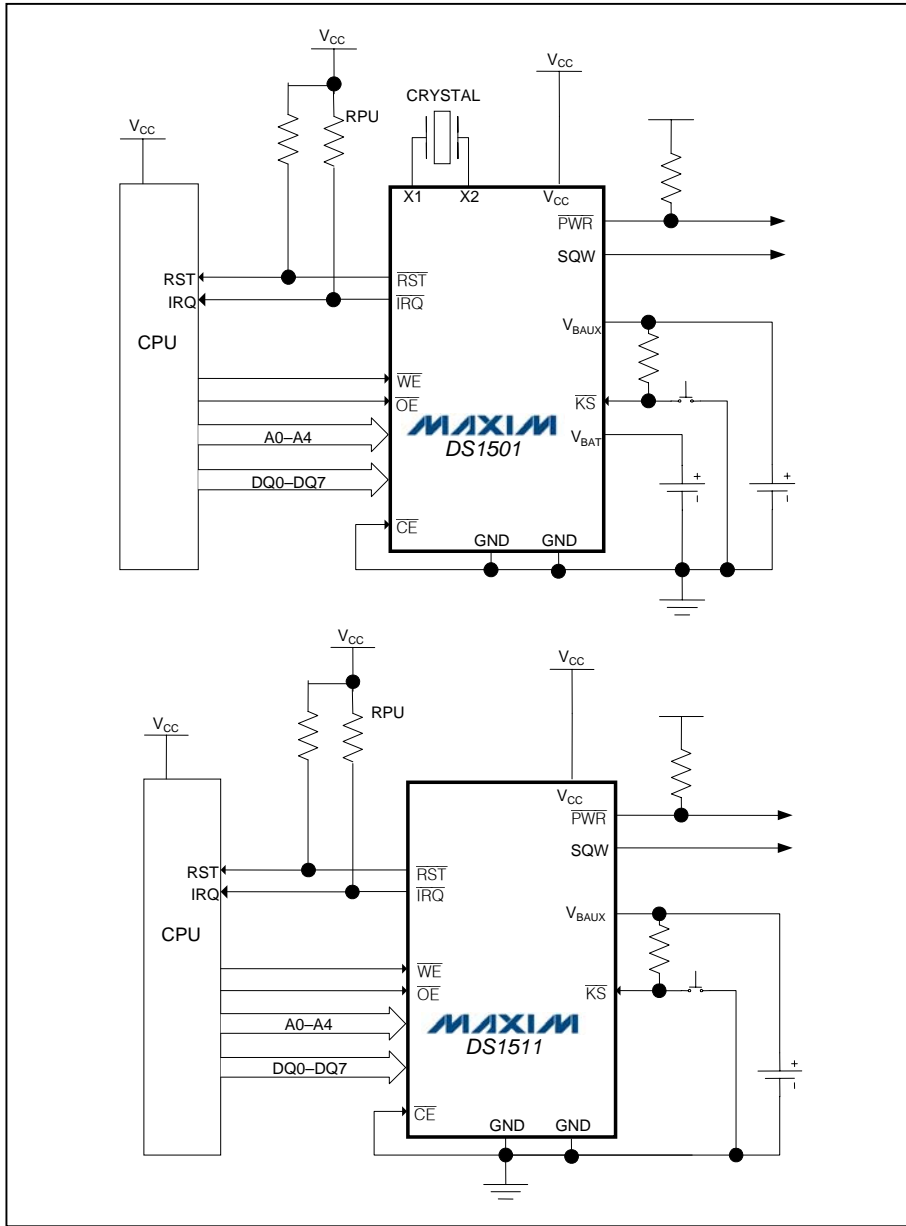 VCC
VCC
CRYSTAL
VCC
RPU
X1
X2
VCC
PWR
SQW
RST
RST
IRQ
IRQ
VBAUX
CPU
WE
KS
OE
MAXIM
A0–A4
VBAT
DS1501
DQ0–DQ7
+
+
–
–
CE
GND
GND
VCC
VCC
RPU
VCC
VCC
PWR
SQW
RST
RST
IRQ
IRQ
VBAUX
CPU
WE
OE
KS
A0–A4
MAXIM
DS1511
DQ0–DQ7
+
–
CE
GND
GND